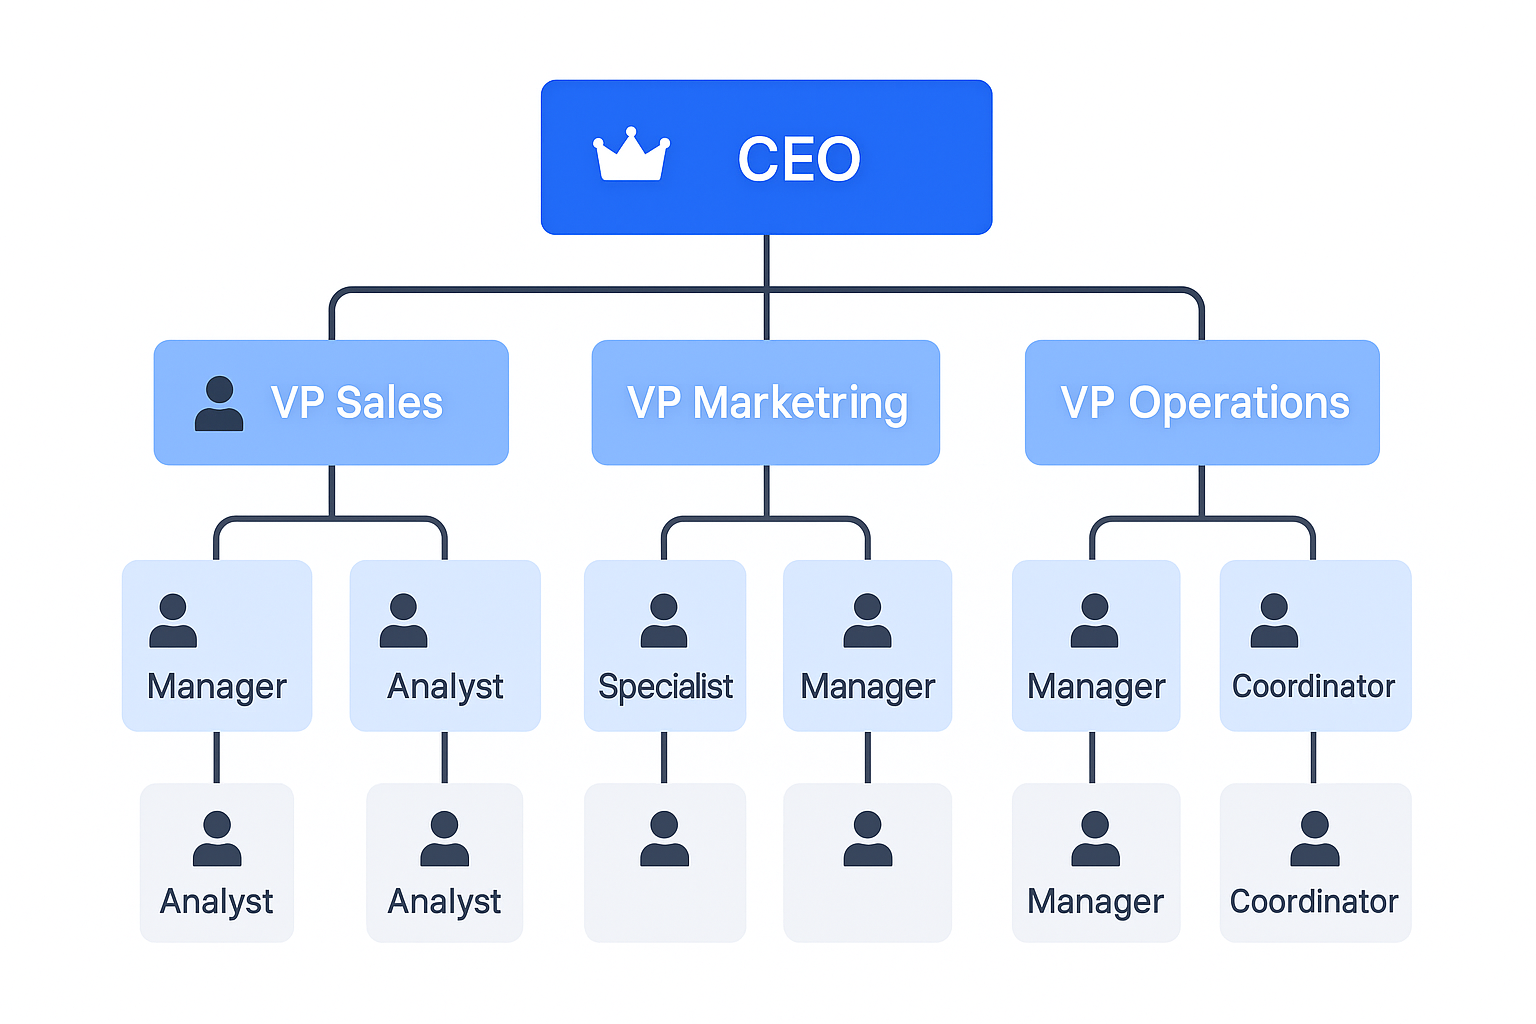 CEO
VP Sales
VP Marketring
VP Operations
Manager
Analyst
Specialist
Manager
Manager
Coordinator
Analyst
Analyst
Manager
Coordinator